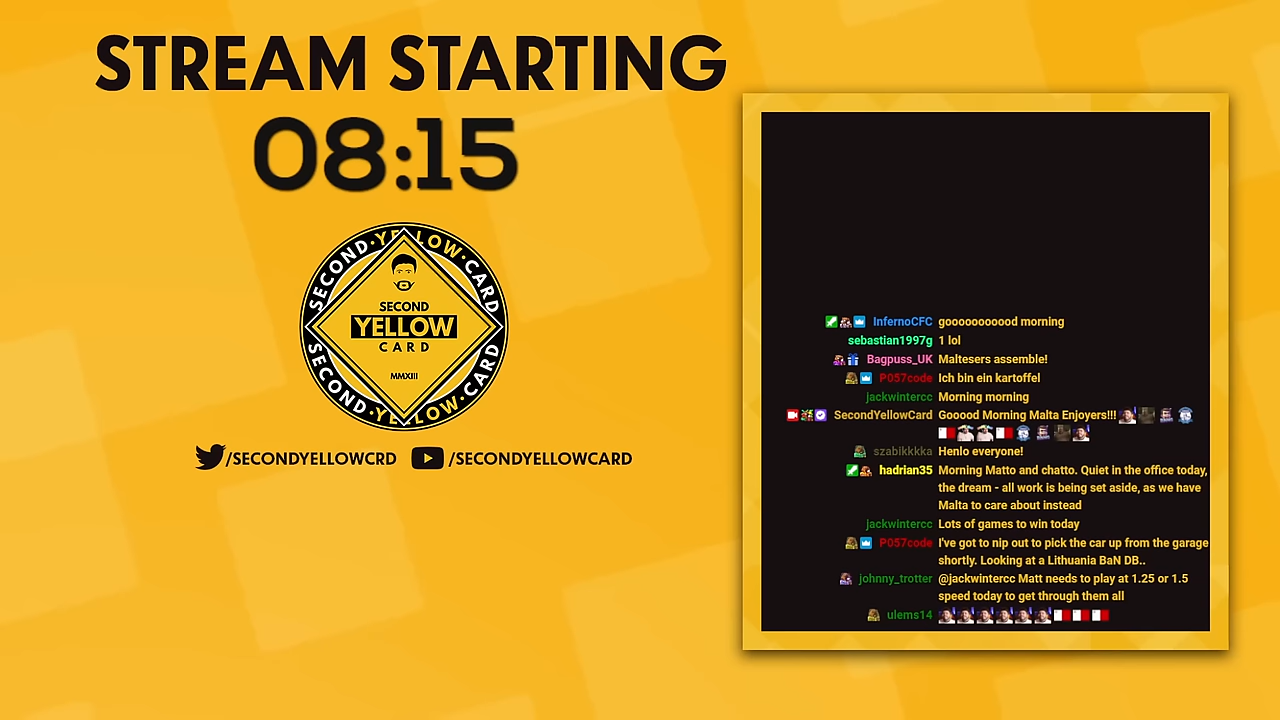 STREAM STARTING
08:15
SECOND·YELLOW·CARD
SECOND
YELLOW
CARD
MMXIII
SECOND·YELLOW·CARD
/SECONDYELLOWCRD /SECONDYELLOWCARD
InfernoCFC gooooooooood morning
sebastian1997g 1 lol
Bagpuss_UK Maltesers assemble!
P057code Ich bin ein kartoffel
jackwintercc Morning morning
SecondYellowCard Gooood Morning Malta Enjoyers!!!
szabikkkka Henlo everyone!
hadrian35 Morning Matto and chatto. Quiet in the office today,
the dream - all work is being set aside, as we have
Malta to care about instead
jackwintercc Lots of games to win today
P057code I've got to nip out to pick the car up from the garage
shortly. Looking at a Lithuania BaN DB..
johnny_trotter @jackwintercc Matt needs to play at 1.25 or 1.5
speed today to get through them all
ulems14